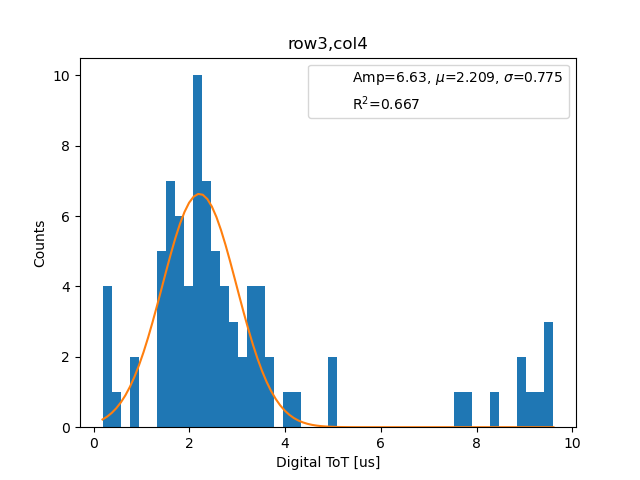 row3,col4
Amp=6.63, μ=2.209, σ=0.775
R²=0.667
Counts
10
8
6
4
2
0
0 2 4 6 8 10
Digital ToT [us]